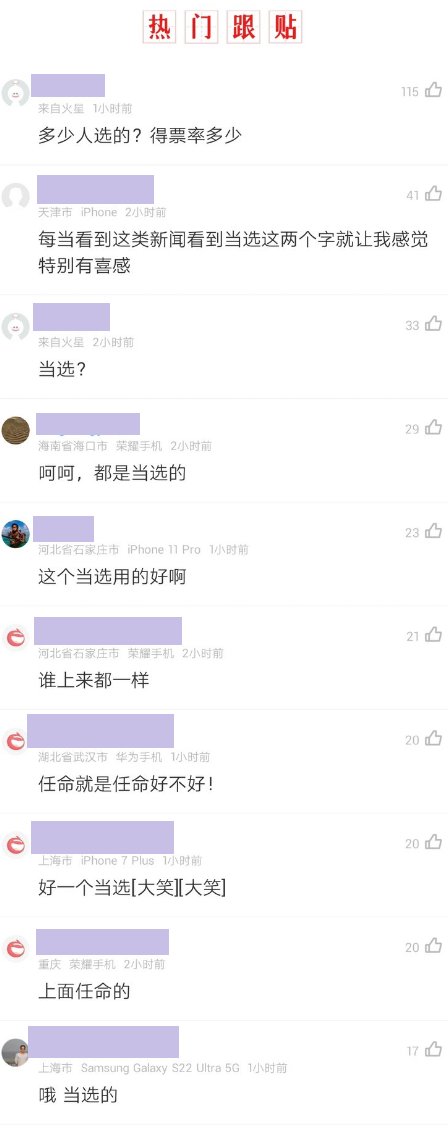 热门跟贴
115
来自火星 1小时前
多少人选的？得票率多少
41
天津市 iPhone 2小时前
每当看到这类新闻看到当选这两个字就让我感觉
特别有喜感
33
来自火星 2小时前
当选？
29
海南省海口市 荣耀手机 2小时前
呵呵，都是当选的
23
河北省石家庄市 iPhone 11 Pro 1小时前
这个当选用的好啊
21
河北省石家庄市 荣耀手机 2小时前
谁上来都一样
20
湖北省武汉市 华为手机 1小时前
任命就是任命好不好！
20
上海市 iPhone 7 Plus 1小时前
好一个当选[大笑][大笑]
20
重庆 荣耀手机 2小时前
上面任命的
17
上海市 Samsung Galaxy S22 Ultra 5G 1小时前
哦 当选的